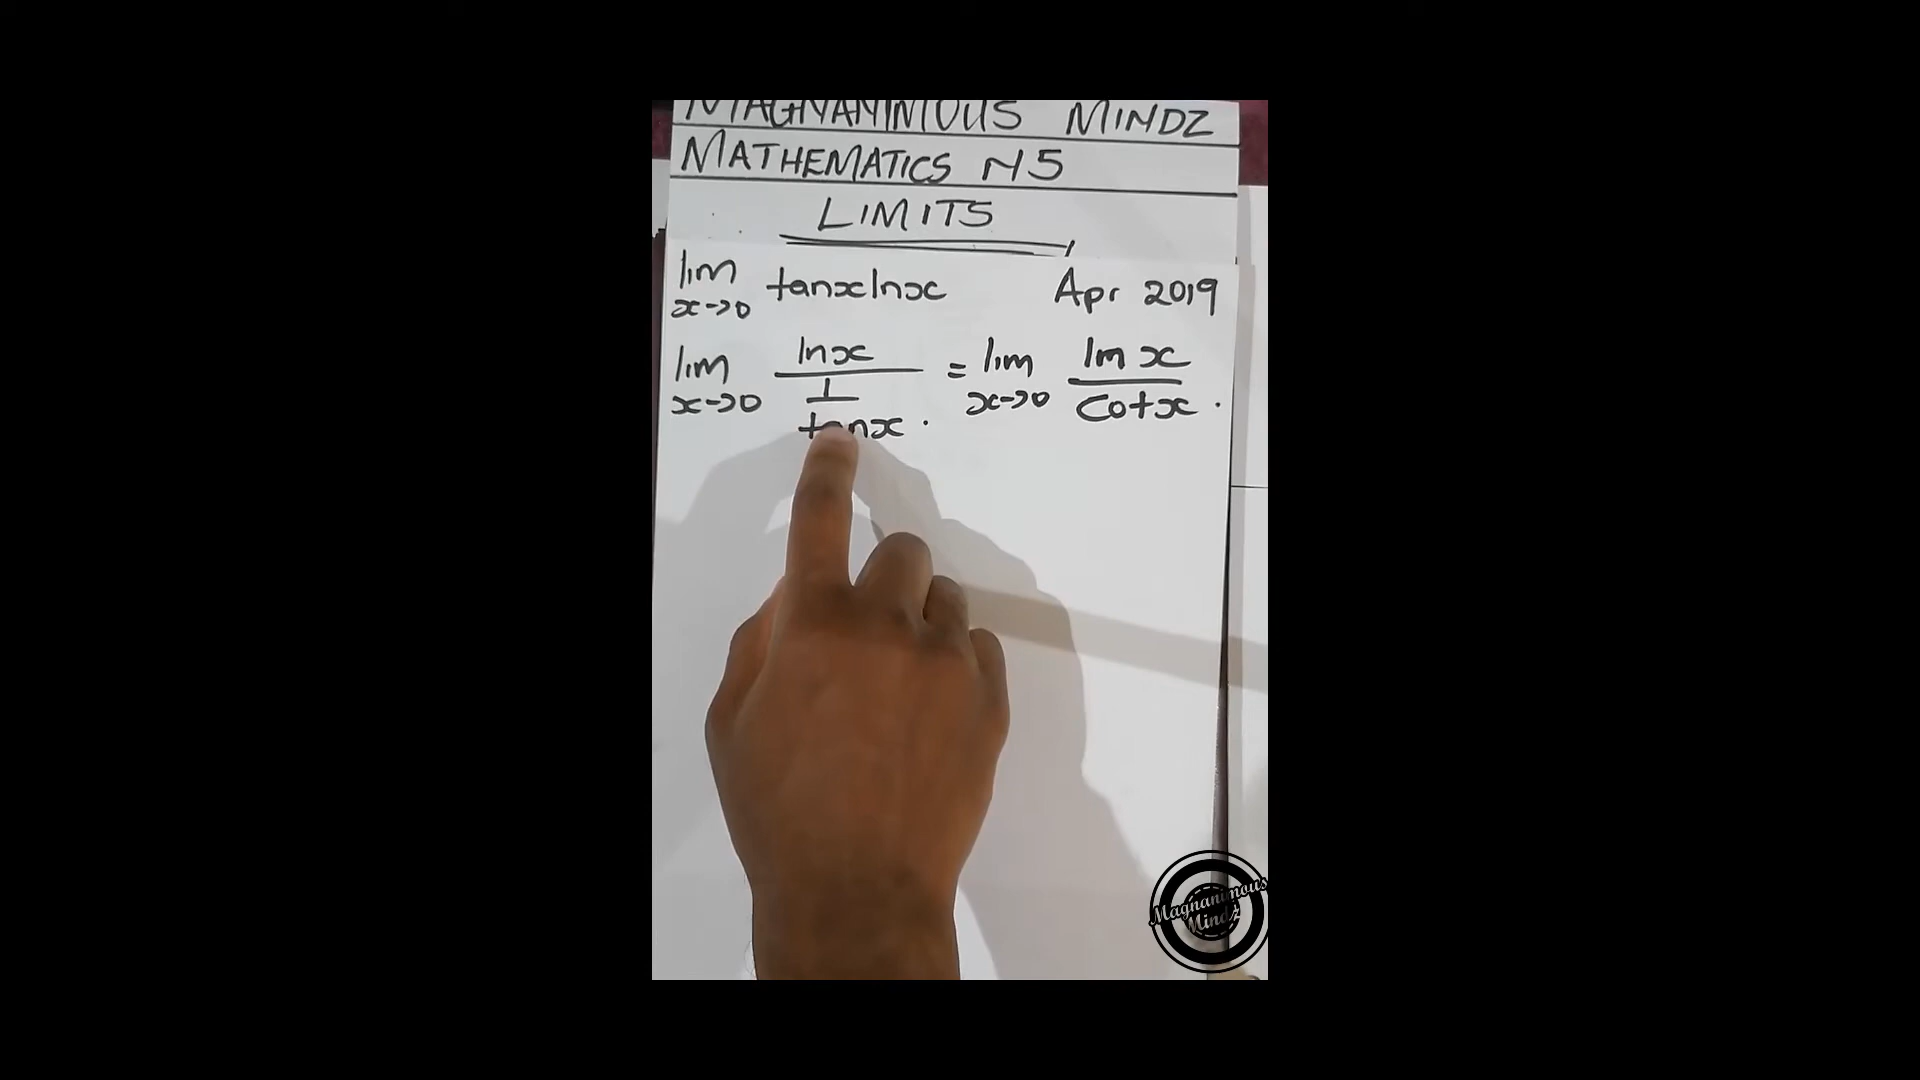 MAGNANIMOUS MINDZ
MATHEMATICS N5
LIMITS
lim x→0 tanxlnx Apr 2019
lim x→0 lnx / (1 / tanx) = lim x→0 ln x / cotx
Magnanimous
Mindz